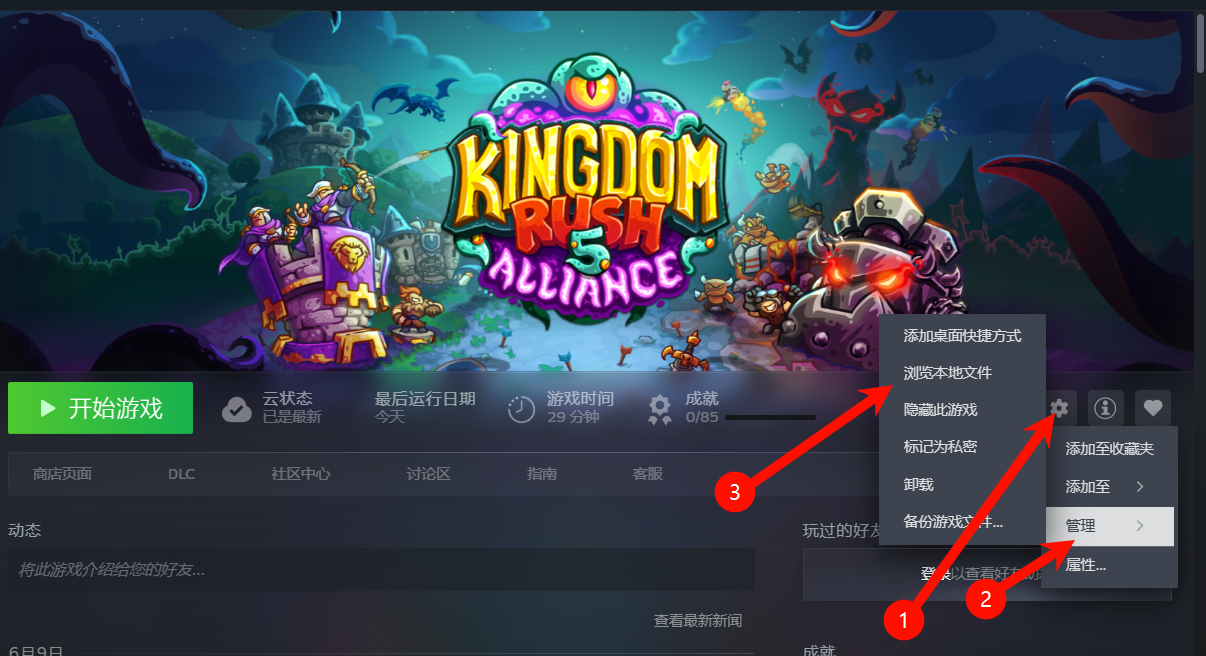 KINGDOM
RUSH
5
ALLIANCE
添加桌面快捷方式
浏览本地文件
隐藏此游戏
标记为私密
卸载
备份游戏文件...
开始游戏
云状态
已是最新
最后运行日期
今天
游戏时间
29 分钟
成就
0/85
添加至收藏夹
添加至
管理
属性...
商店页面
DLC
社区中心
讨论区
指南
客服
3
2
1
动态
将此游戏介绍给您的好友...
查看最新新闻
玩过的好友
登录以查看好友
6月9日
成就